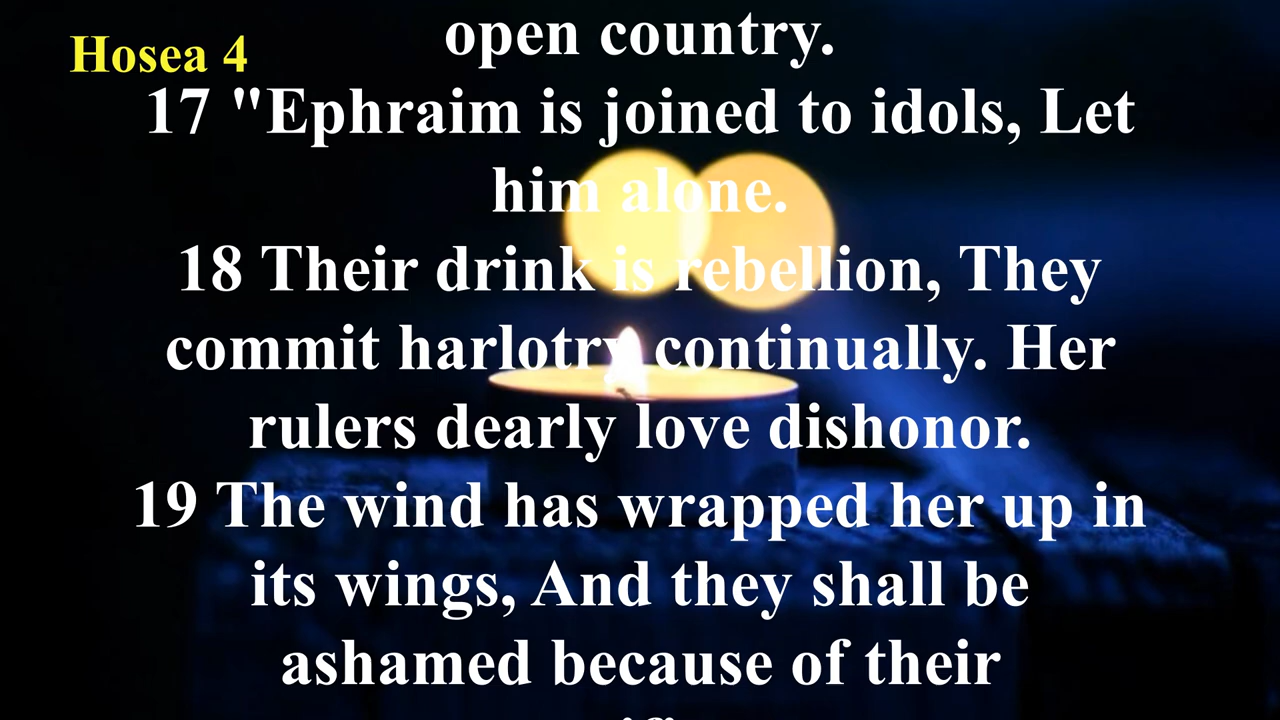 open country.
Hosea 4
17 "Ephraim is joined to idols, Let
him alone.
18 Their drink is rebellion, They
commit harlotry continually. Her
rulers dearly love dishonor.
19 The wind has wrapped her up in
its wings, And they shall be
ashamed because of their